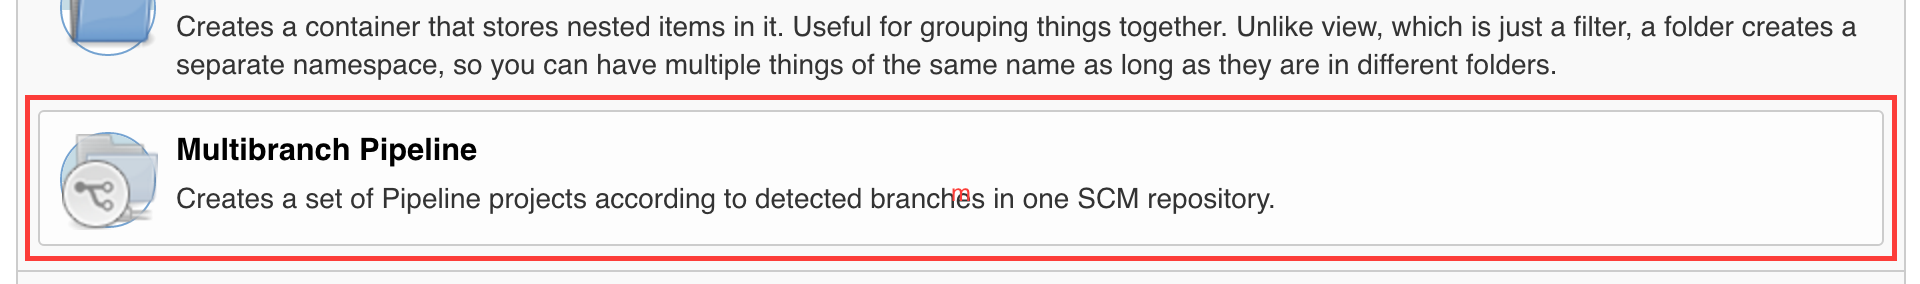 Creates a container that stores nested items in it. Useful for grouping things together. Unlike view, which is just a filter, a folder creates a
separate namespace, so you can have multiple things of the same name as long as they are in different folders.
Multibranch Pipeline
Creates a set of Pipeline projects according to detected branches in one SCM repository.
m